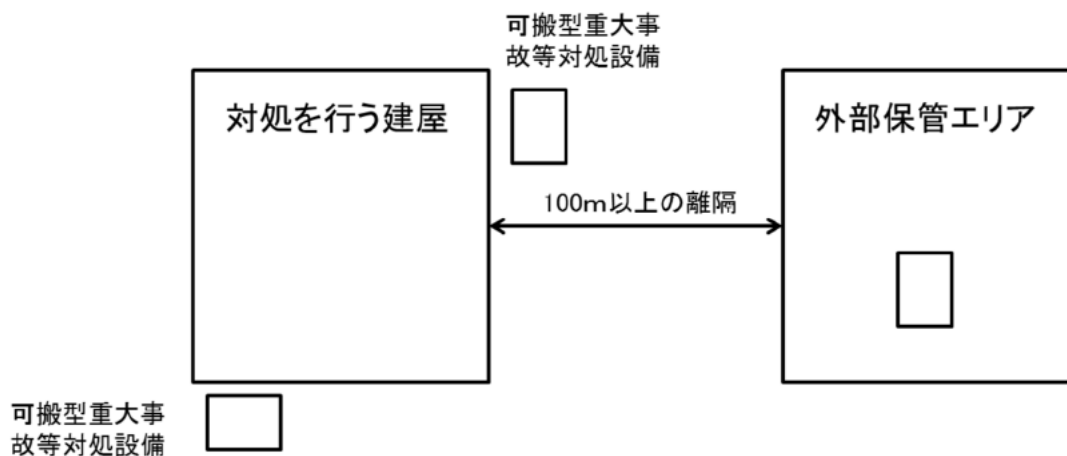 可搬型重大事
故等対処設備
対処を行う建屋
外部保管エリア
100m以上の離隔
可搬型重大事
故等対処設備